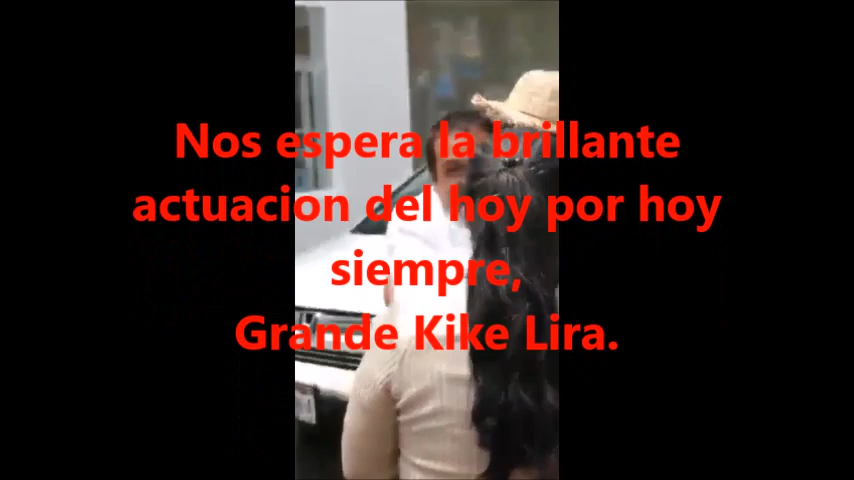 Nos espera la brillante
actuacion del hoy por hoy
siempre,
Grande Kike Lira.